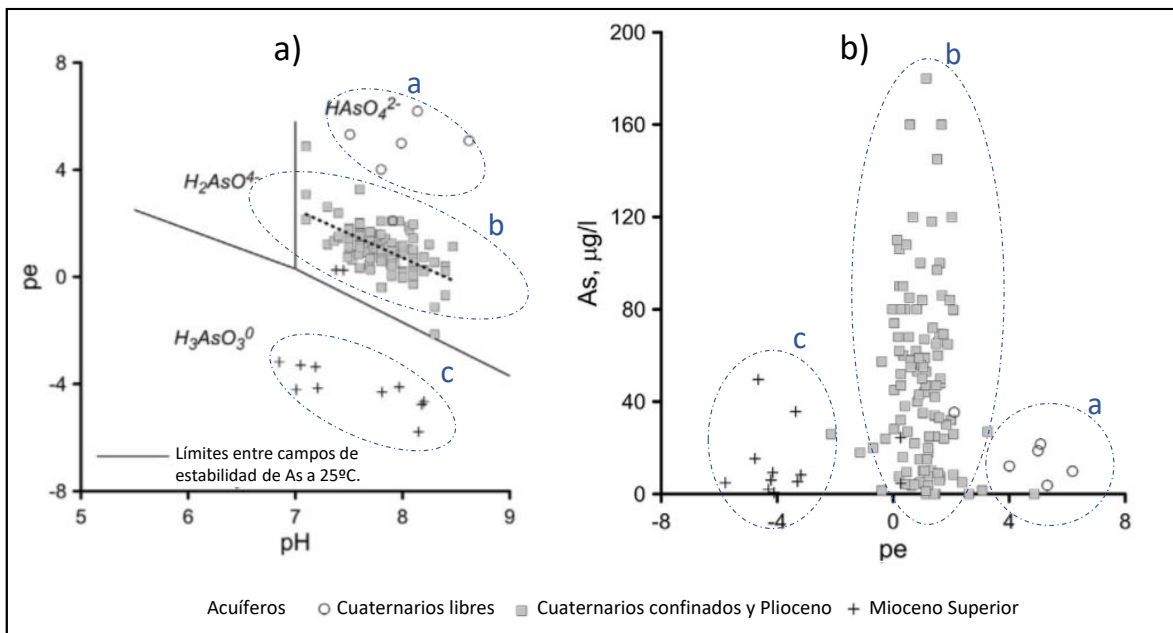 a)
8
4
0
-4
-8
pe
5
6
7
8
9
pH
HAsO₄²⁻
H₂AsO⁴⁻
H₃AsO₃⁰
a
b
c
Límites entre campos de
estabilidad de As a 25ºC.
b)
200
160
120
80
40
0
As, µg/l
-8
-4
0
4
8
pe
b
c
a
Acuíferos Cuaternarios libres Cuaternarios confinados y Plioceno Mioceno Superior